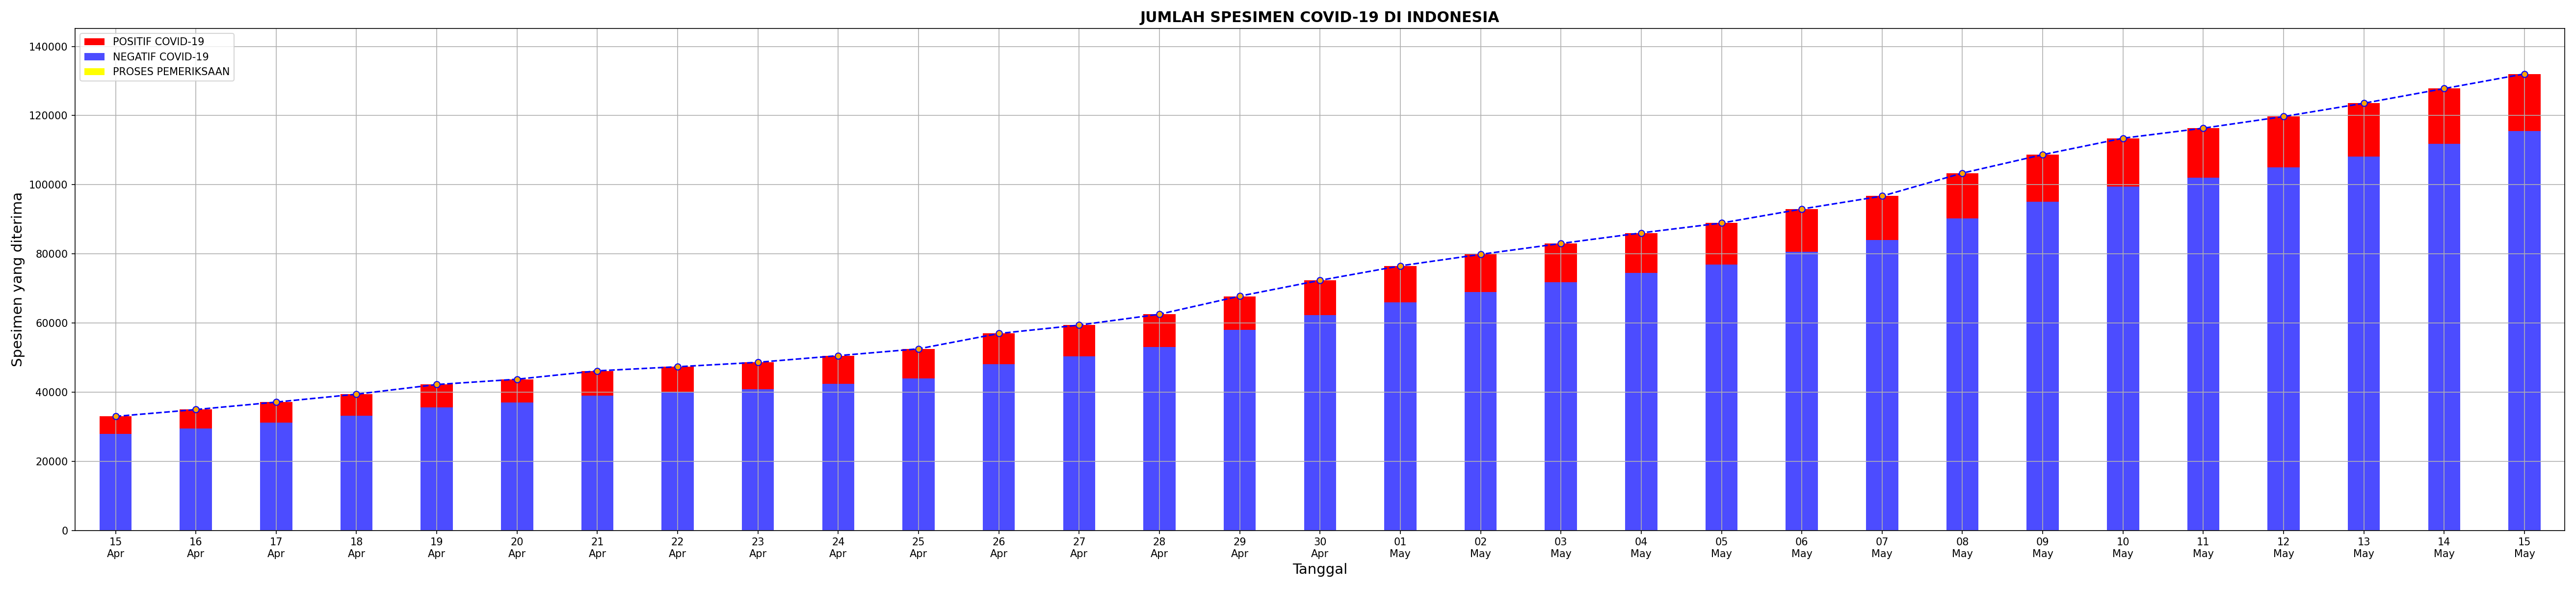 JUMLAH SPESIMEN COVID-19 DI INDONESIA
POSITIF COVID-19
NEGATIF COVID-19
PROSES PEMERIKSAAN
Spesimen yang diterima
140000
120000
100000
80000
60000
40000
20000
0
15 16 17 18 19 20 21 22 23 24 25 26 27 28 29 30 01 02 03 04 05 06 07 08 09 10 11 12 13 14 15
Apr Apr Apr Apr Apr Apr Apr Apr Apr Apr Apr Apr Apr Apr Apr Apr May May May May May May May May May May May May May May May
Tanggal